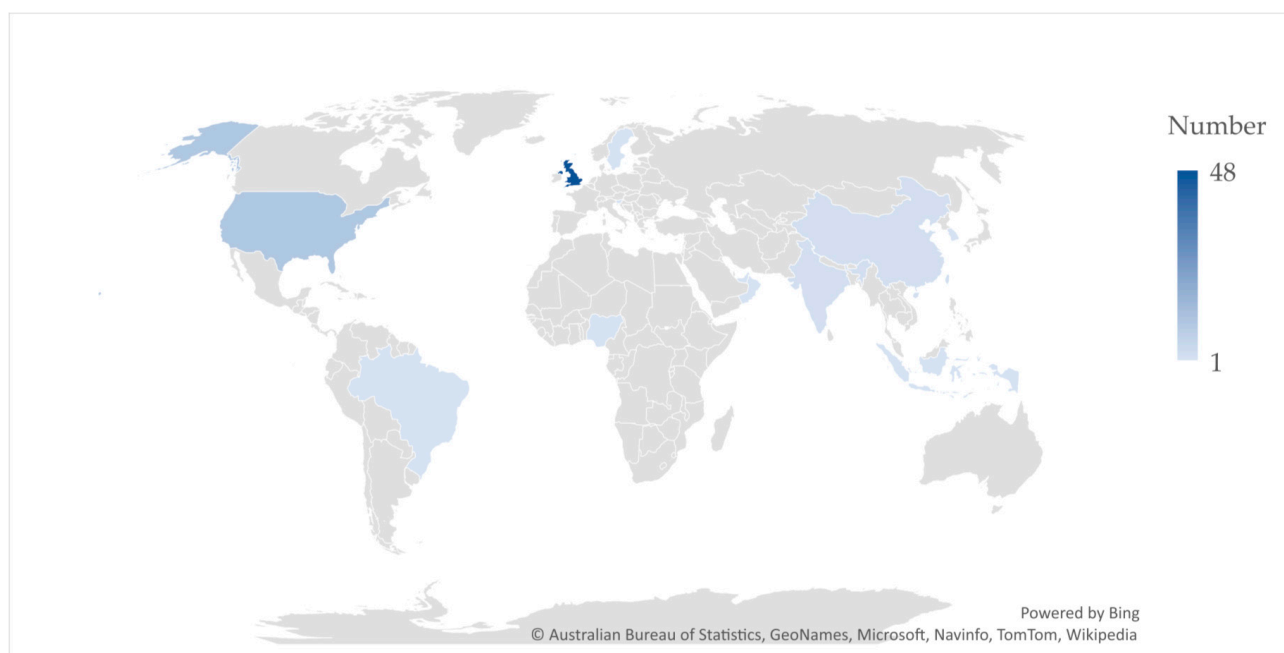 Number
48
1
Powered by Bing
© Australian Bureau of Statistics, GeoNames, Microsoft, Navinfo, TomTom, Wikipedia